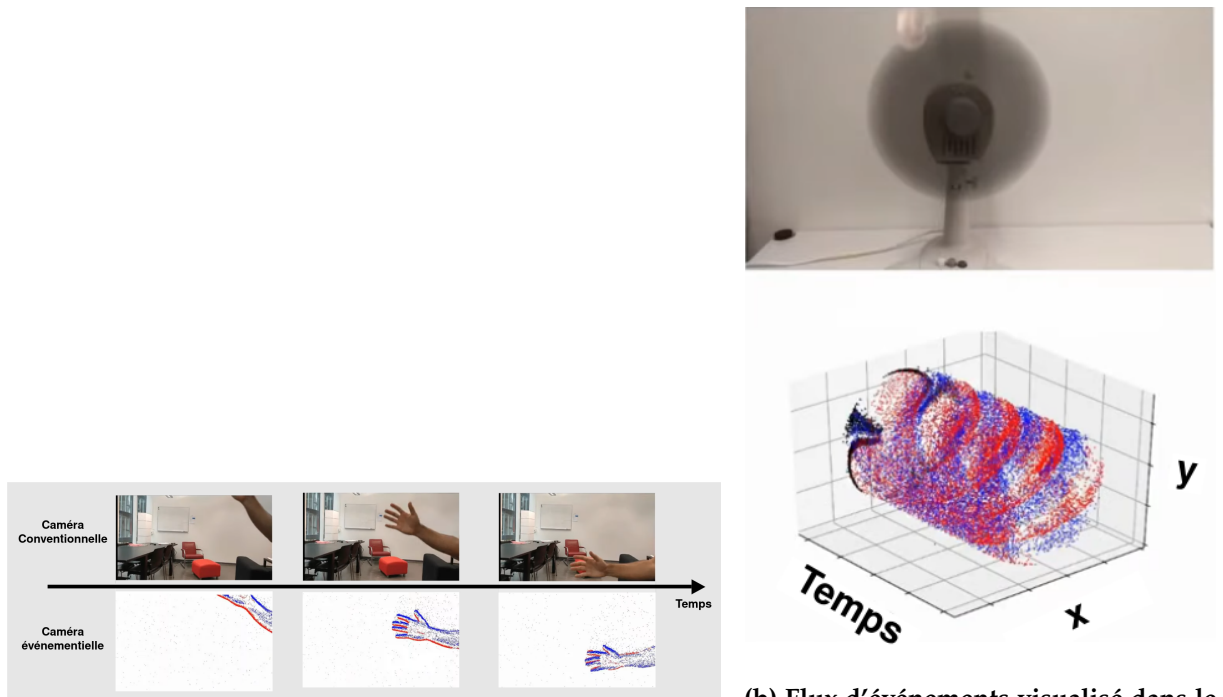 Caméra
Conventionnelle
Temps
Caméra
événementielle
y
Temps
x
(b) Flux d'événements visualisé dans le